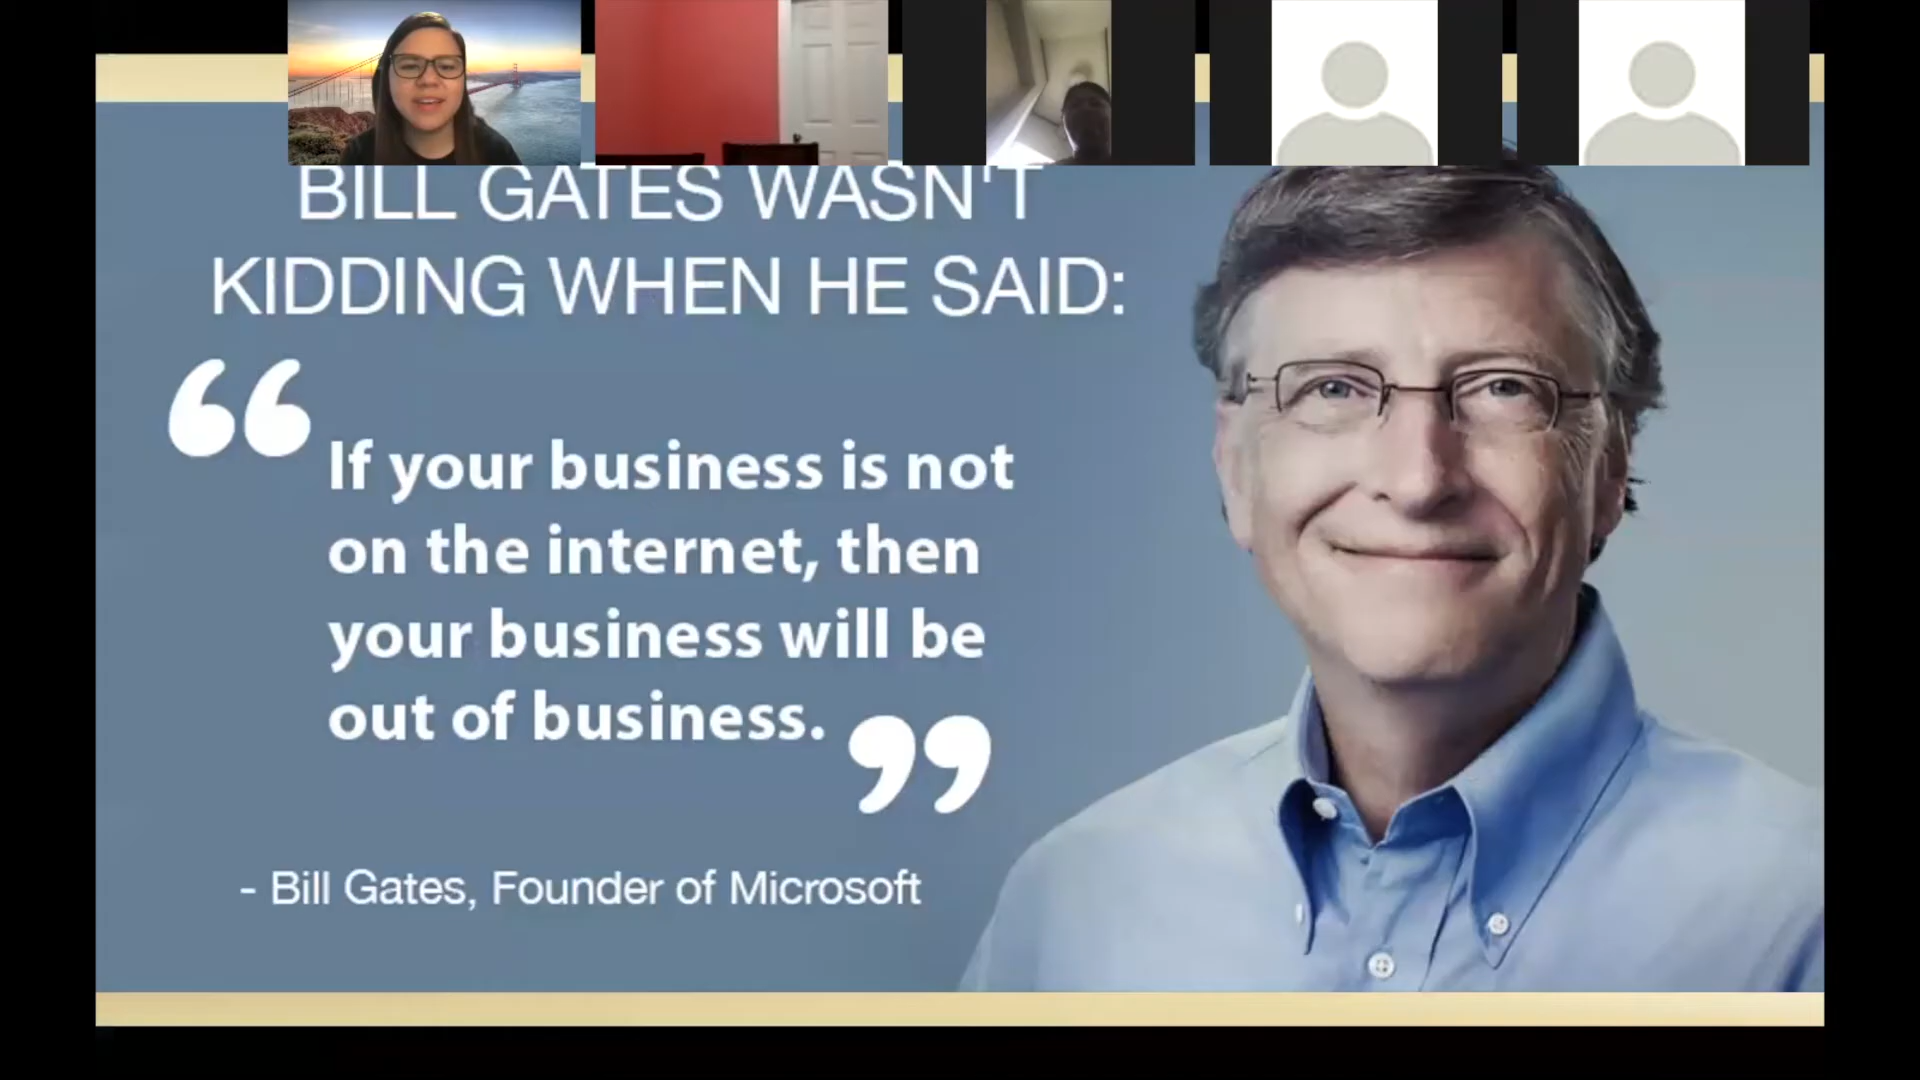 BILL GATES WASN'T
KIDDING WHEN HE SAID:
“ If your business is not
on the internet, then
your business will be
out of business. ”
- Bill Gates, Founder of Microsoft